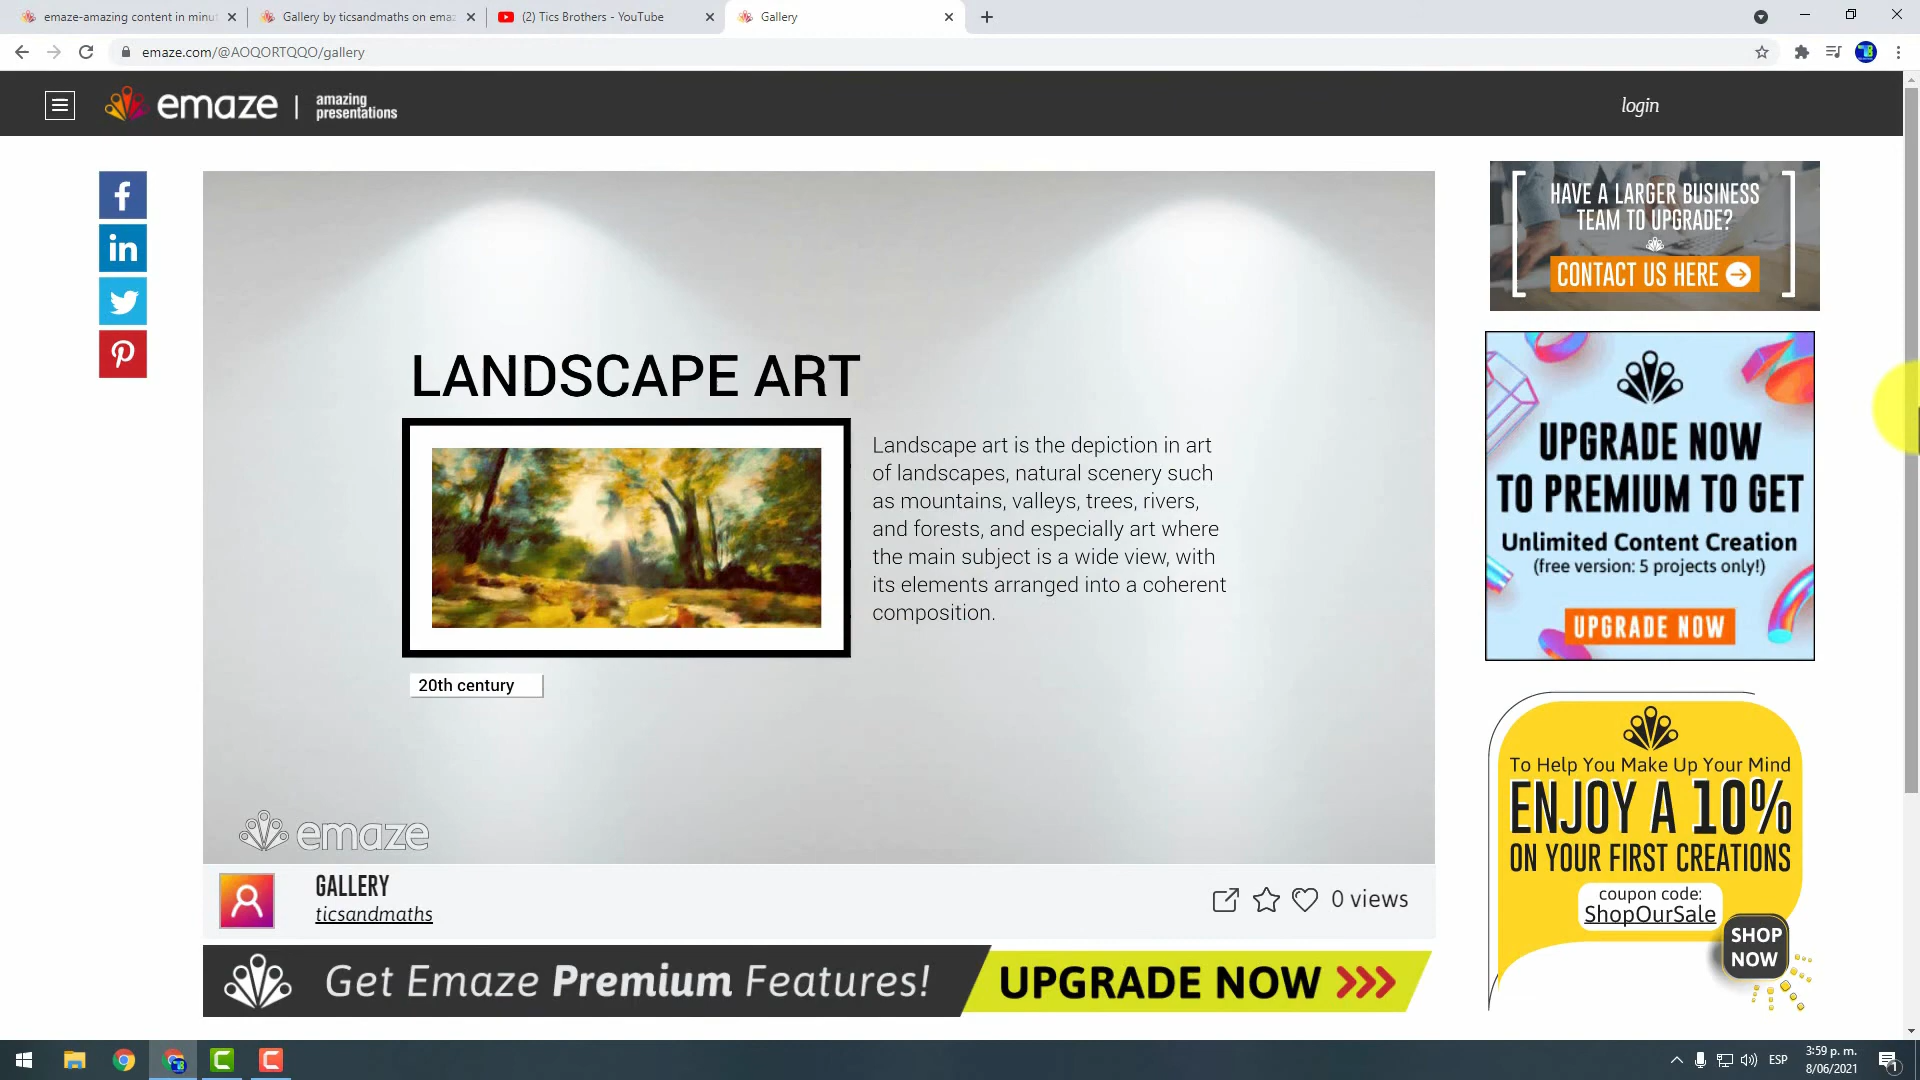 emaze-amazing content in minut
Gallery by ticsandmaths on emaz
(2) Tics Brothers - YouTube
Gallery
emaze.com/@AOQORTQQO/gallery
emaze | amazing
presentations
login
HAVE A LARGER BUSINESS
TEAM TO UPGRADE?
CONTACT US HERE
LANDSCAPE ART
Landscape art is the depiction in art
of landscapes, natural scenery such
as mountains, valleys, trees, rivers,
and forests, and especially art where
the main subject is a wide view, with
its elements arranged into a coherent
composition.
20th century
emaze
UPGRADE NOW
TO PREMIUM TO GET
Unlimited Content Creation
(free version: 5 projects only!)
UPGRADE NOW
To Help You Make Up Your Mind
ENJOY A 10%
ON YOUR FIRST CREATIONS
coupon code:
ShopOurSale
SHOP
NOW
GALLERY
ticsandmaths
0 views
Get Emaze Premium Features!
UPGRADE NOW >>>
ESP
3:59 p. m.
8/06/2021
1